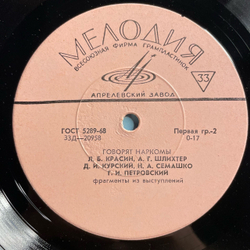 МЕЛОДИЯ
ВСЕСОЮЗНАЯ ФИРМА ГРАМПЛАСТИНОК
33
АПРЕЛЕВСКИЙ ЗАВОД
ГОСТ 5289-68
33Д—20958
Первая гр.-2
0-17
ГОВОРЯТ НАРКОМЫ
Л. Б. КРАСИН, А. Г. ШЛИХТЕР
Д. И. КУРСКИЙ, Н. А. СЕМАШКО
Г. И. ПЕТРОВСКИЙ
фрагменты из выступлений